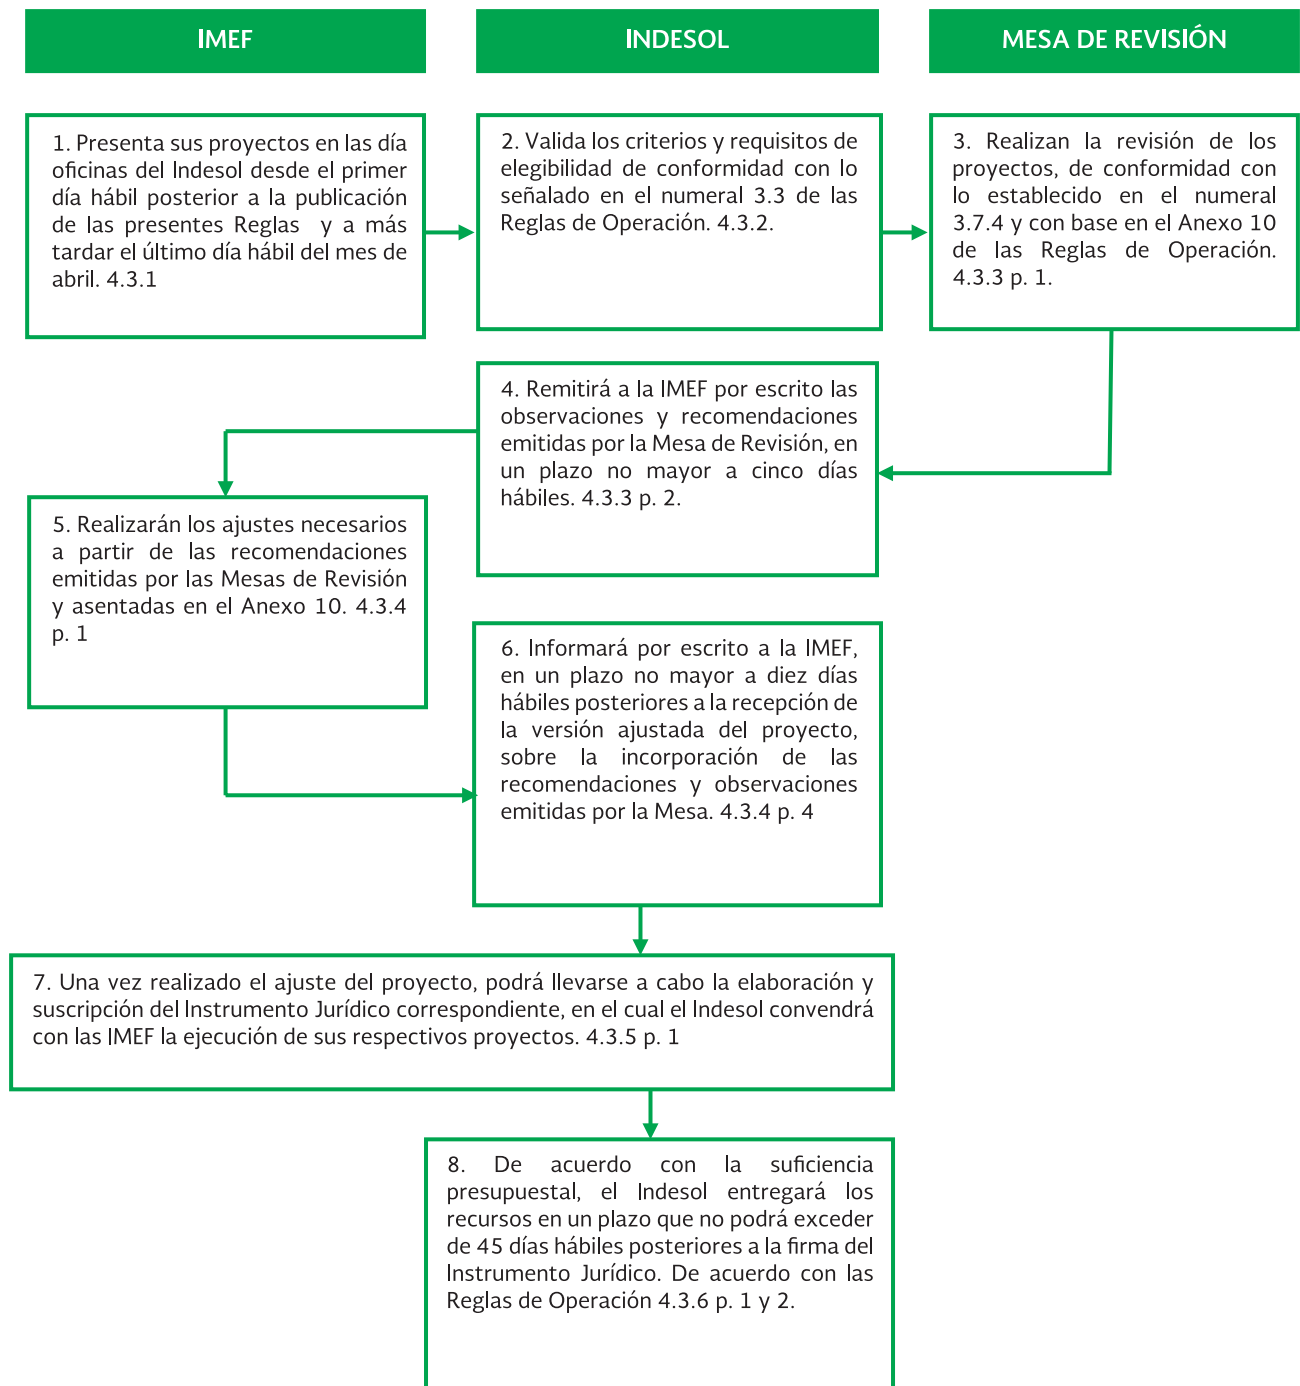 IMEF
INDESOL
MESA DE REVISIÓN
1. Presenta sus proyectos en las día
oficinas del Indesol desde el primer
día hábil posterior a la publicación
de las presentes Reglas y a más
tardar el último día hábil del mes de
abril. 4.3.1
2. Valida los criterios y requisitos de
elegibilidad de conformidad con lo
señalado en el numeral 3.3 de las
Reglas de Operación. 4.3.2.
3. Realizan la revisión de los
proyectos, de conformidad con
lo establecido en el numeral
3.7.4 y con base en el Anexo 10
de las Reglas de Operación.
4.3.3 p. 1.
4. Remitirá a la IMEF por escrito las
observaciones y recomendaciones
emitidas por la Mesa de Revisión, en
un plazo no mayor a cinco días
hábiles. 4.3.3 p. 2.
5. Realizarán los ajustes necesarios
a partir de las recomendaciones
emitidas por las Mesas de Revisión
y asentadas en el Anexo 10. 4.3.4
p. 1
6. Informará por escrito a la IMEF,
en un plazo no mayor a diez días
hábiles posteriores a la recepción de
la versión ajustada del proyecto,
sobre la incorporación de las
recomendaciones y observaciones
emitidas por la Mesa. 4.3.4 p. 4
7. Una vez realizado el ajuste del proyecto, podrá llevarse a cabo la elaboración y
suscripción del Instrumento Jurídico correspondiente, en el cual el Indesol convendrá
con las IMEF la ejecución de sus respectivos proyectos. 4.3.5 p. 1
8. De acuerdo con la suficiencia
presupuestal, el Indesol entregará los
recursos en un plazo que no podrá exceder
de 45 días hábiles posteriores a la firma del
Instrumento Jurídico. De acuerdo con las
Reglas de Operación 4.3.6 p. 1 y 2.